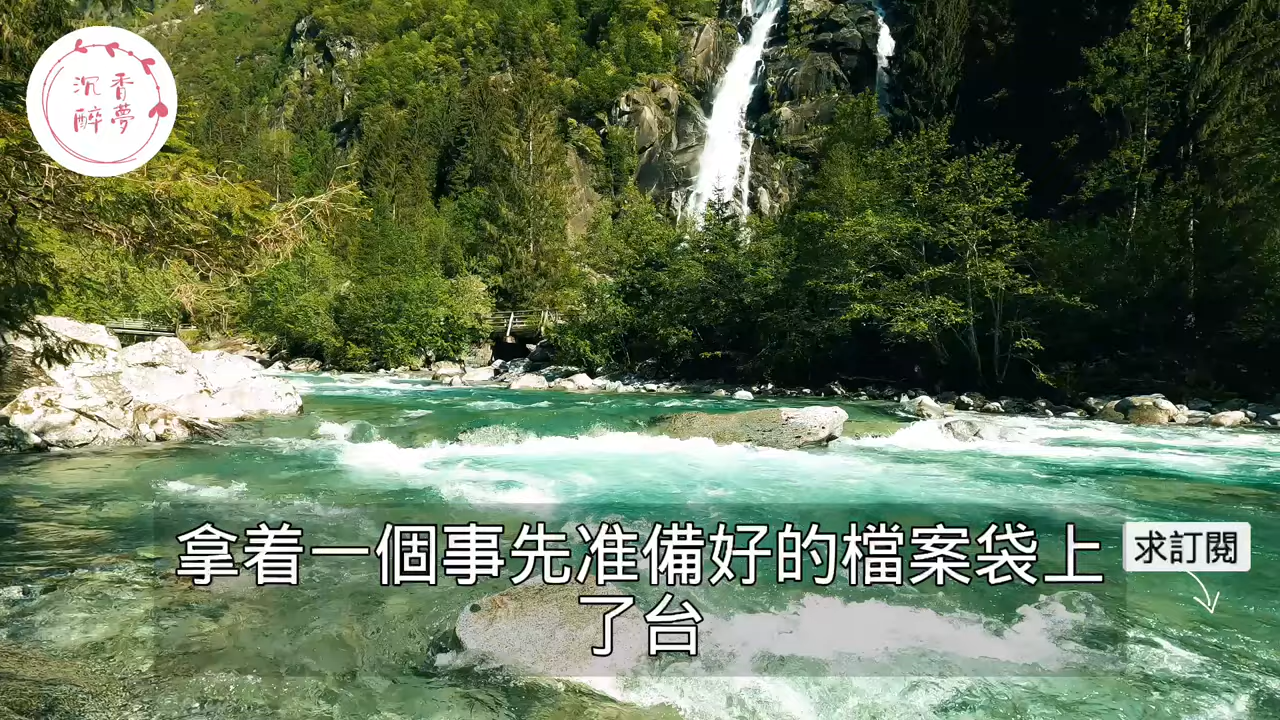 沉香
醉夢
拿着一個事先准備好的檔案袋上
了台
求訂閱